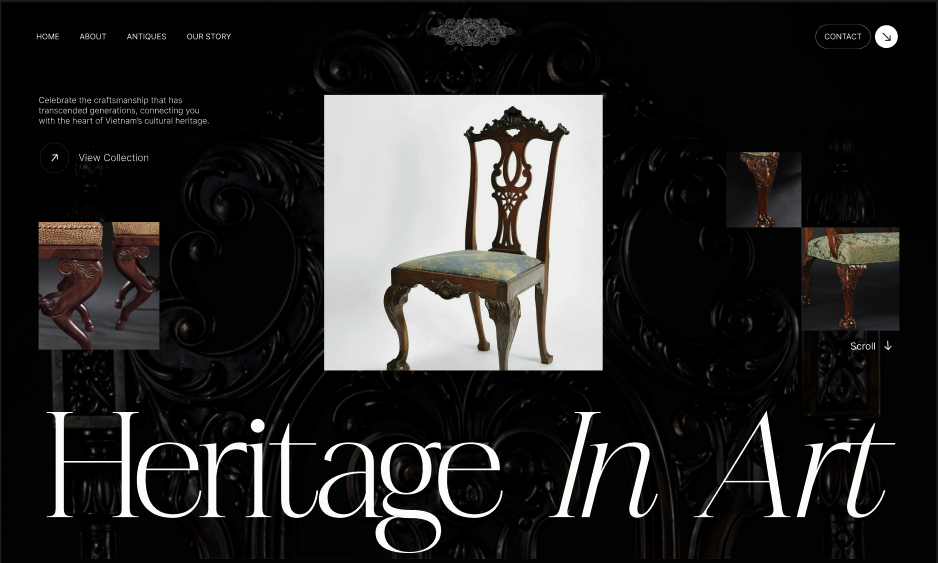 HOME
ABOUT
ANTIQUES
OUR STORY
CONTACT
Celebrate the craftsmanship that has
transcended generations, connecting you
with the heart of Vietnam's cultural heritage.
View Collection
Scroll
Heritage In Art